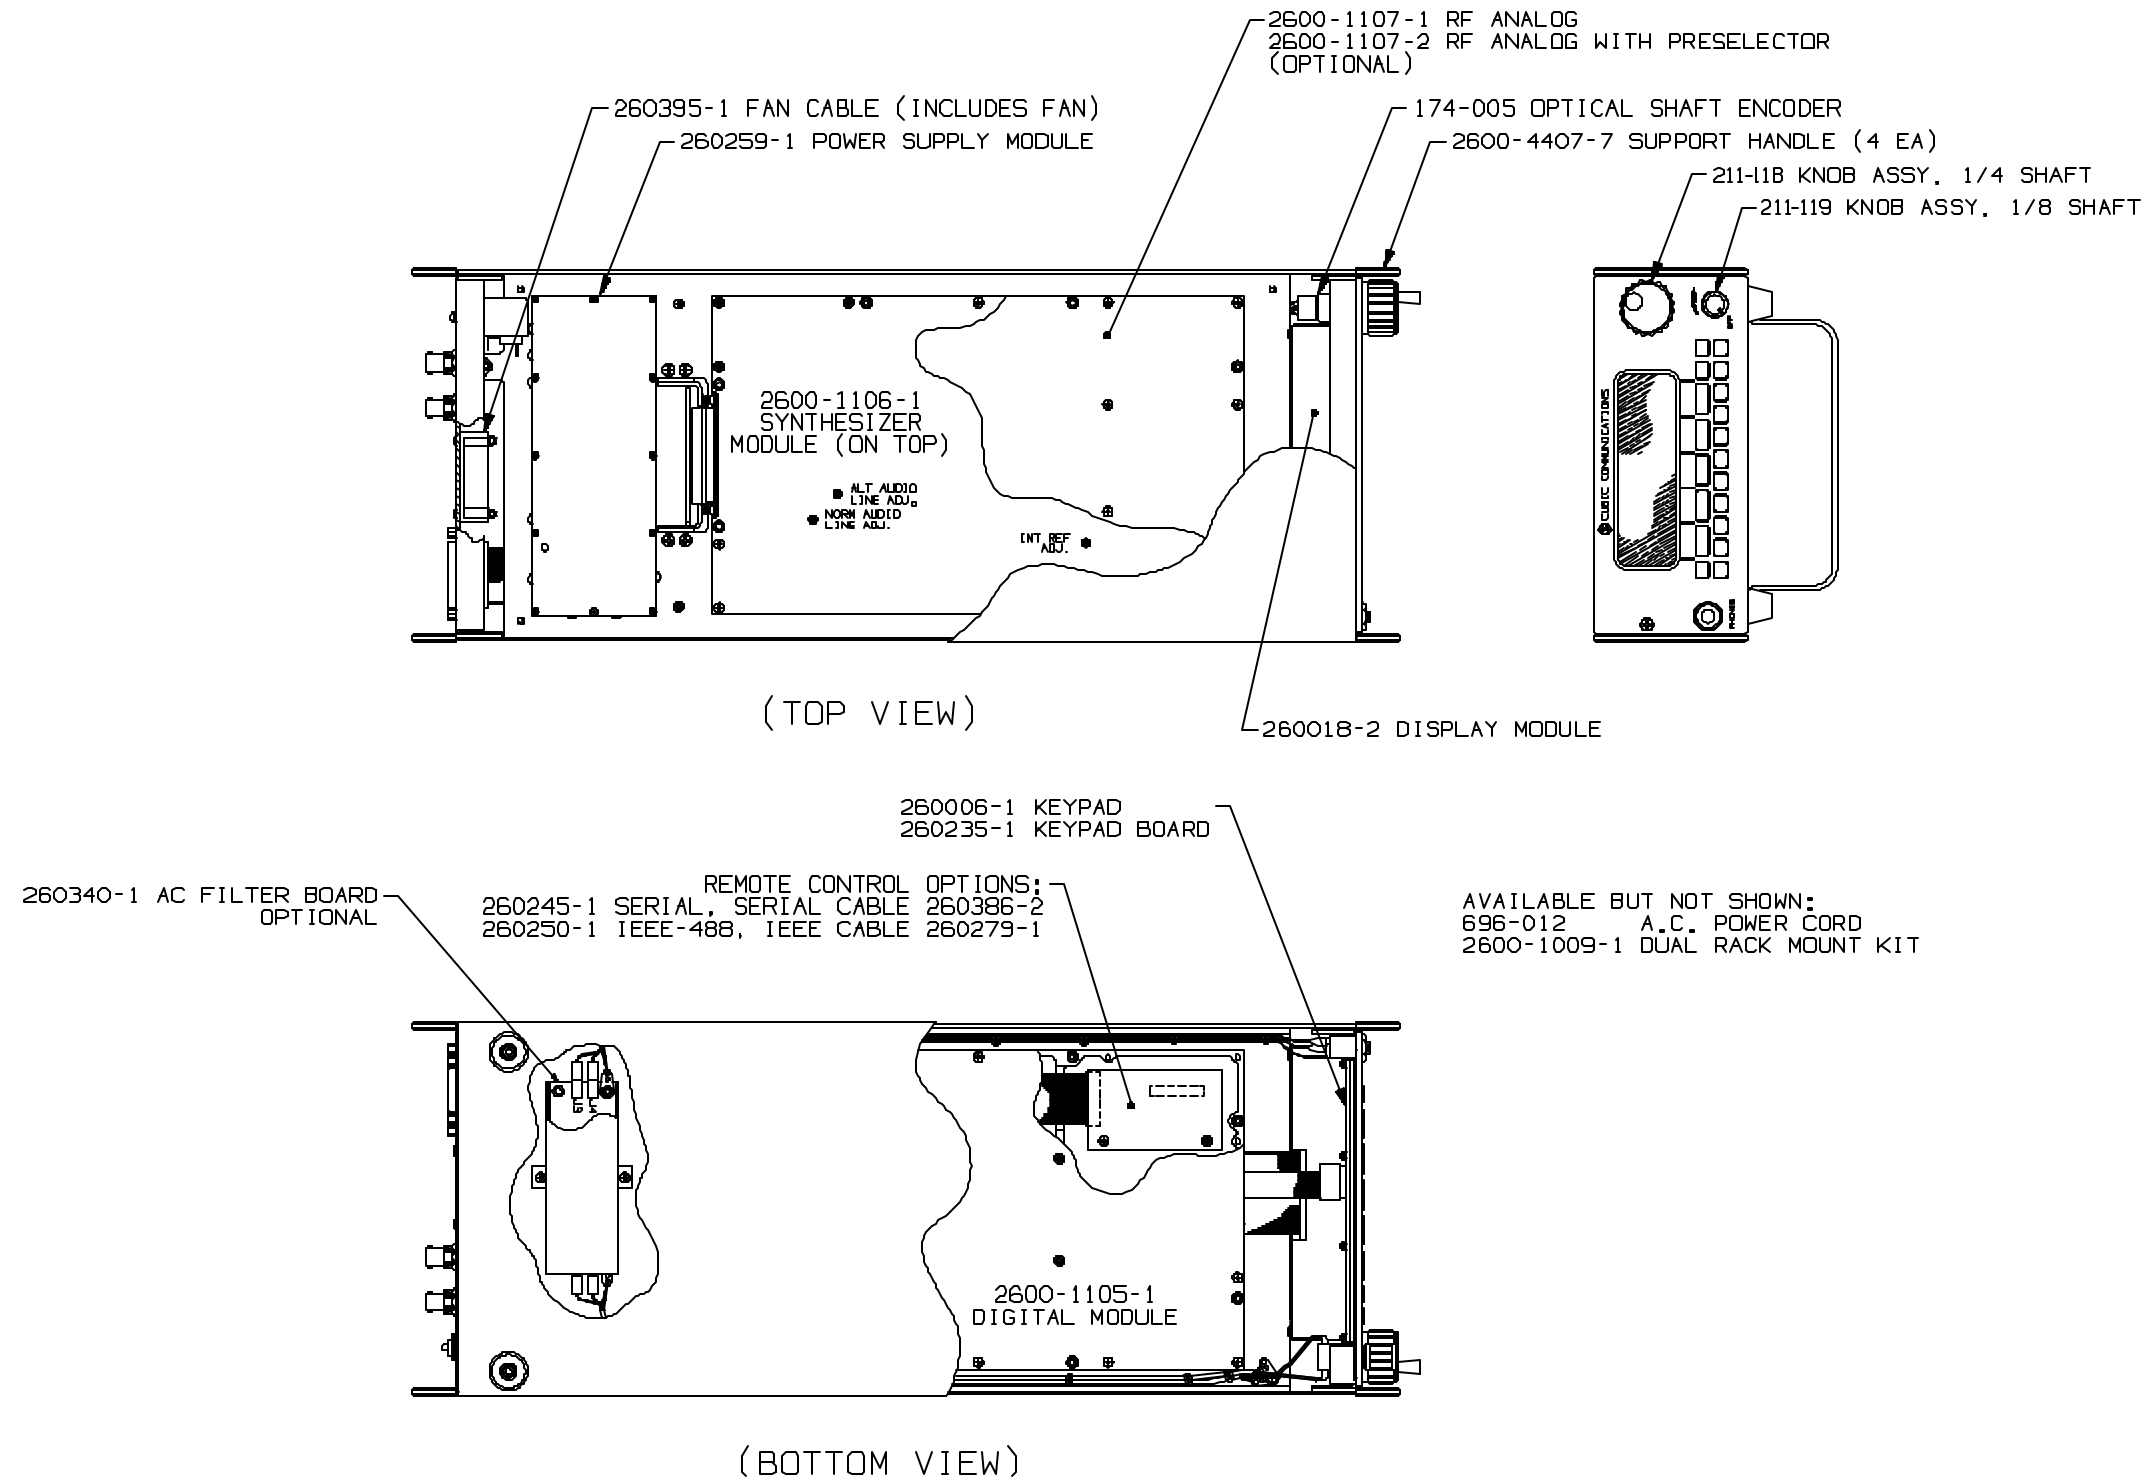 2600-1107-1 RF ANALOG
2600-1107-2 RF ANALOG WITH PRESELECTOR
(OPTIONAL)
260395-1 FAN CABLE (INCLUDES FAN)
260259-1 POWER SUPPLY MODULE
174-005 OPTICAL SHAFT ENCODER
2600-4407-7 SUPPORT HANDLE (4 EA)
211-118 KNOB ASSY. 1/4 SHAFT
211-119 KNOB ASSY. 1/8 SHAFT
2600-1106-1
SYNTHESIZER
MODULE (ON TOP)
ALT AUDIO
LINE ADJ.
NORM AUDIO
LINE ADJ.
INT REF
ADJ.
CUBIC COMMUNICATIONS
OFF
PHONES
(TOP VIEW)
260018-2 DISPLAY MODULE
260006-1 KEYPAD
260235-1 KEYPAD BOARD
260340-1 AC FILTER BOARD
OPTIONAL
REMOTE CONTROL OPTIONS:
260245-1 SERIAL, SERIAL CABLE 260386-2
260250-1 IEEE-488, IEEE CABLE 260279-1
AVAILABLE BUT NOT SHOWN:
696-012 A.C. POWER CORD
2600-1009-1 DUAL RACK MOUNT KIT
2600-1105-1
DIGITAL MODULE
(BOTTOM VIEW)